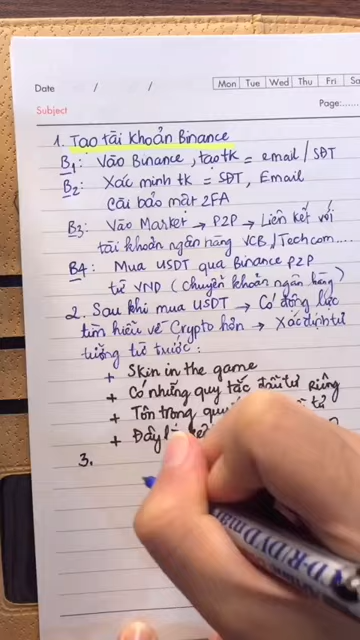 Date / /
Mon Tue Wed Thu Fri Sa
Subject
Page:......
1. Tạo tài khoản Binance
B1: Vào Binance, tạo tk = email / SĐT
B2: Xác minh tk = SĐT, Email
Cài bảo mật 2FA
B3: Vào Market → P2P → Liên kết với
tài khoản ngân hàng VCB, Techcom....
B4: Mua USDT qua Binance P2P
từ VND (chuyển khoản ngân hàng)
2. Sau khi mua USDT → Có động lực
tìm hiểu về Crypto hơn → Xác định tư
tưởng từ trước:
+ Skin in the game
+ Có những quy tắc đầu tư riêng
+ Tôn trọng quy
+ Đây
3.